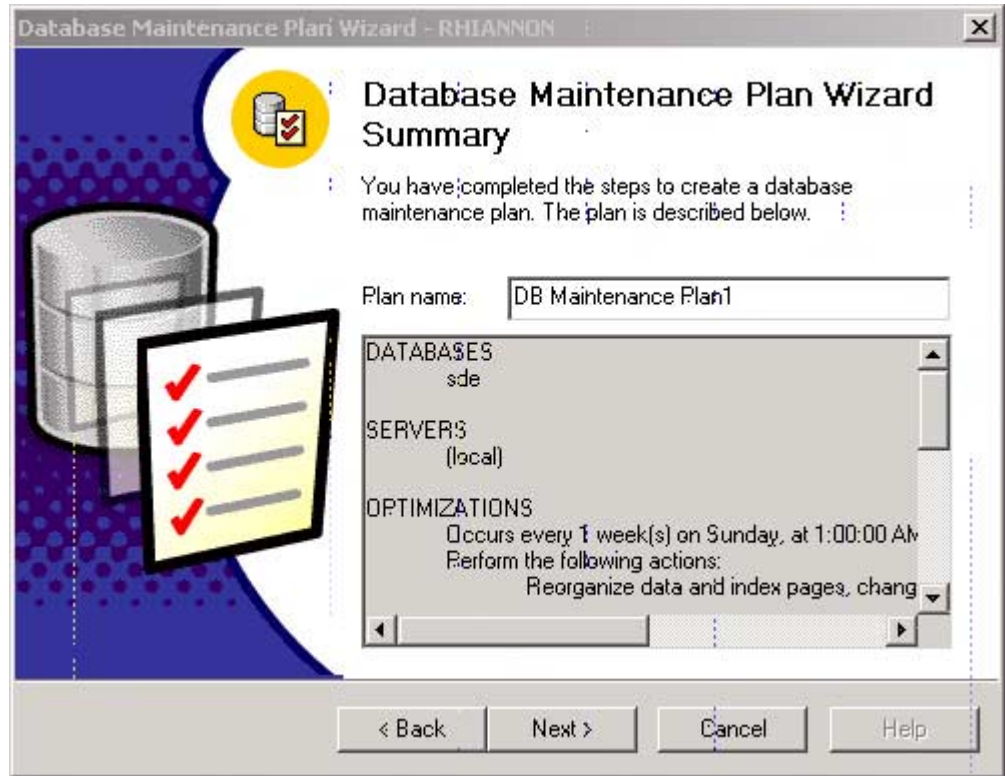 Database Maintenance Plan Wizard - RHIANNON
Database Maintenance Plan Wizard
Summary
You have completed the steps to create a database
maintenance plan. The plan is described below.
Plan name: DB Maintenance Plan1
DATABASES
sde
SERVERS
(local)
OPTIMIZATIONS
Occurs every 1 week(s) on Sunday, at 1:00:00 AM
Perform the following actions:
Reorganize data and index pages, chang
< Back Next > Cancel Help